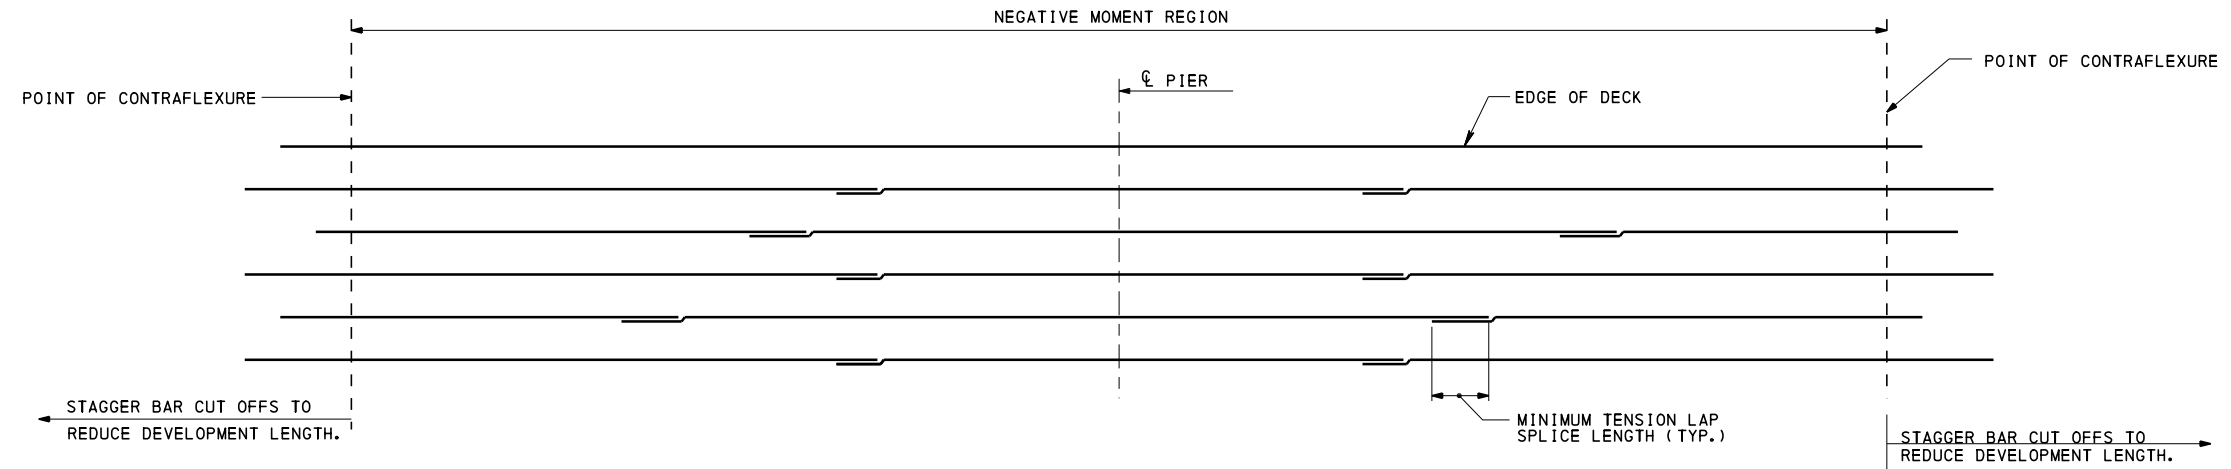 NEGATIVE MOMENT REGION
POINT OF CONTRAFLEXURE
℄ PIER
POINT OF CONTRAFLEXURE
EDGE OF DECK
STAGGER BAR CUT OFFS TO
REDUCE DEVELOPMENT LENGTH.
MINIMUM TENSION LAP
SPLICE LENGTH (TYP.)
STAGGER BAR CUT OFFS TO
REDUCE DEVELOPMENT LENGTH.